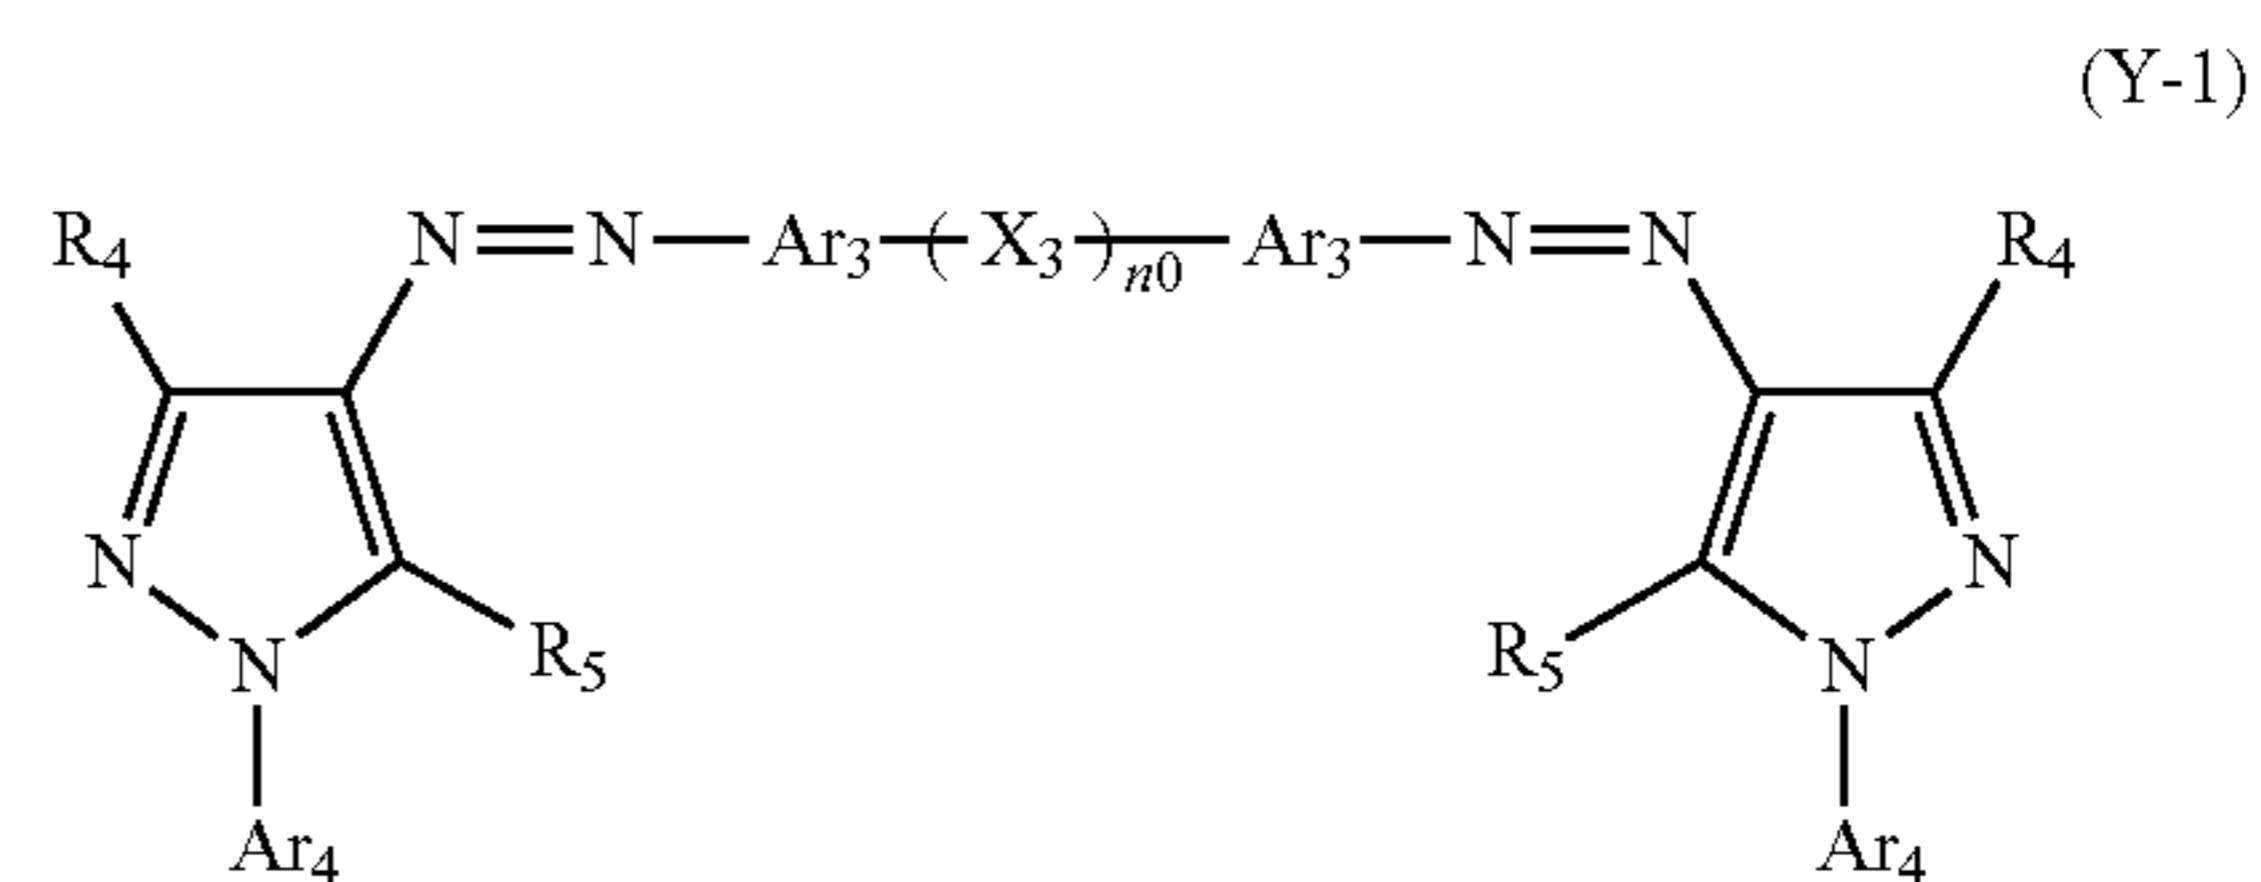 (Y-1)
R4 N=N—Ar3—(X3)n0—Ar3—N=N R4
N N
R5 R5
N N
Ar4 Ar4